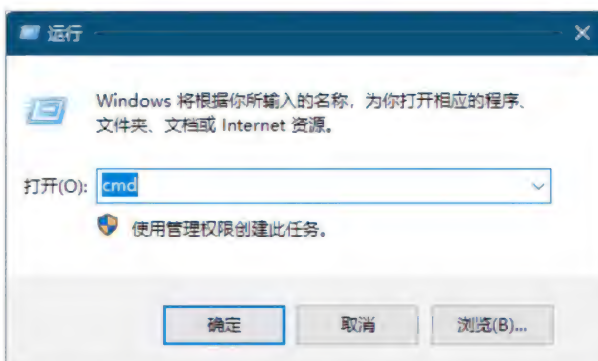 运行
Windows 将根据你所输入的名称，为你打开相应的程序、
文件夹、文档或 Internet 资源。
打开(O): cmd
使用管理权限创建此任务。
确定 取消 浏览(B)...